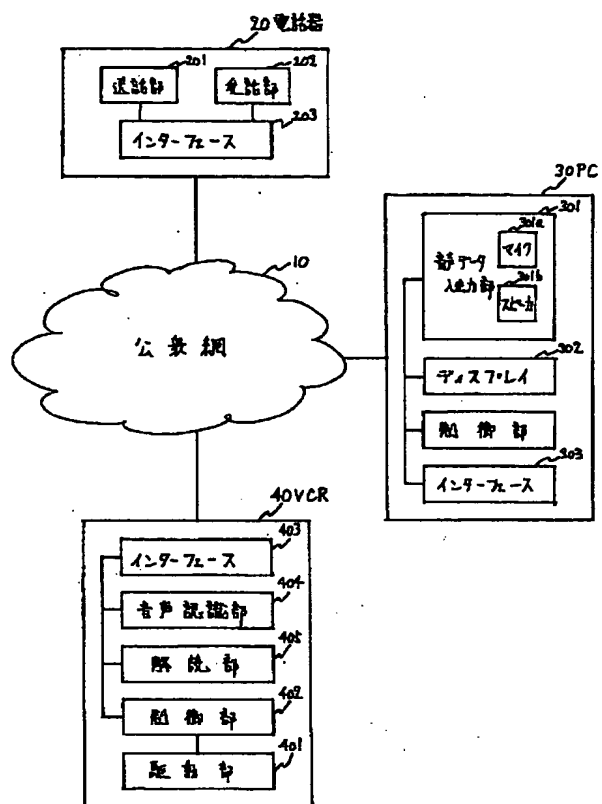 20 電話器
201
202
送話部
受話部
203
インターフェース
10
公衆網
30PC
301
301a
マイク
音声データ
入出力部
301b
スピーカ
302
ディスプレイ
制御部
303
インターフェース
40VCR
403
インターフェース
404
音声認識部
405
解読部
402
制御部
401
駆動部